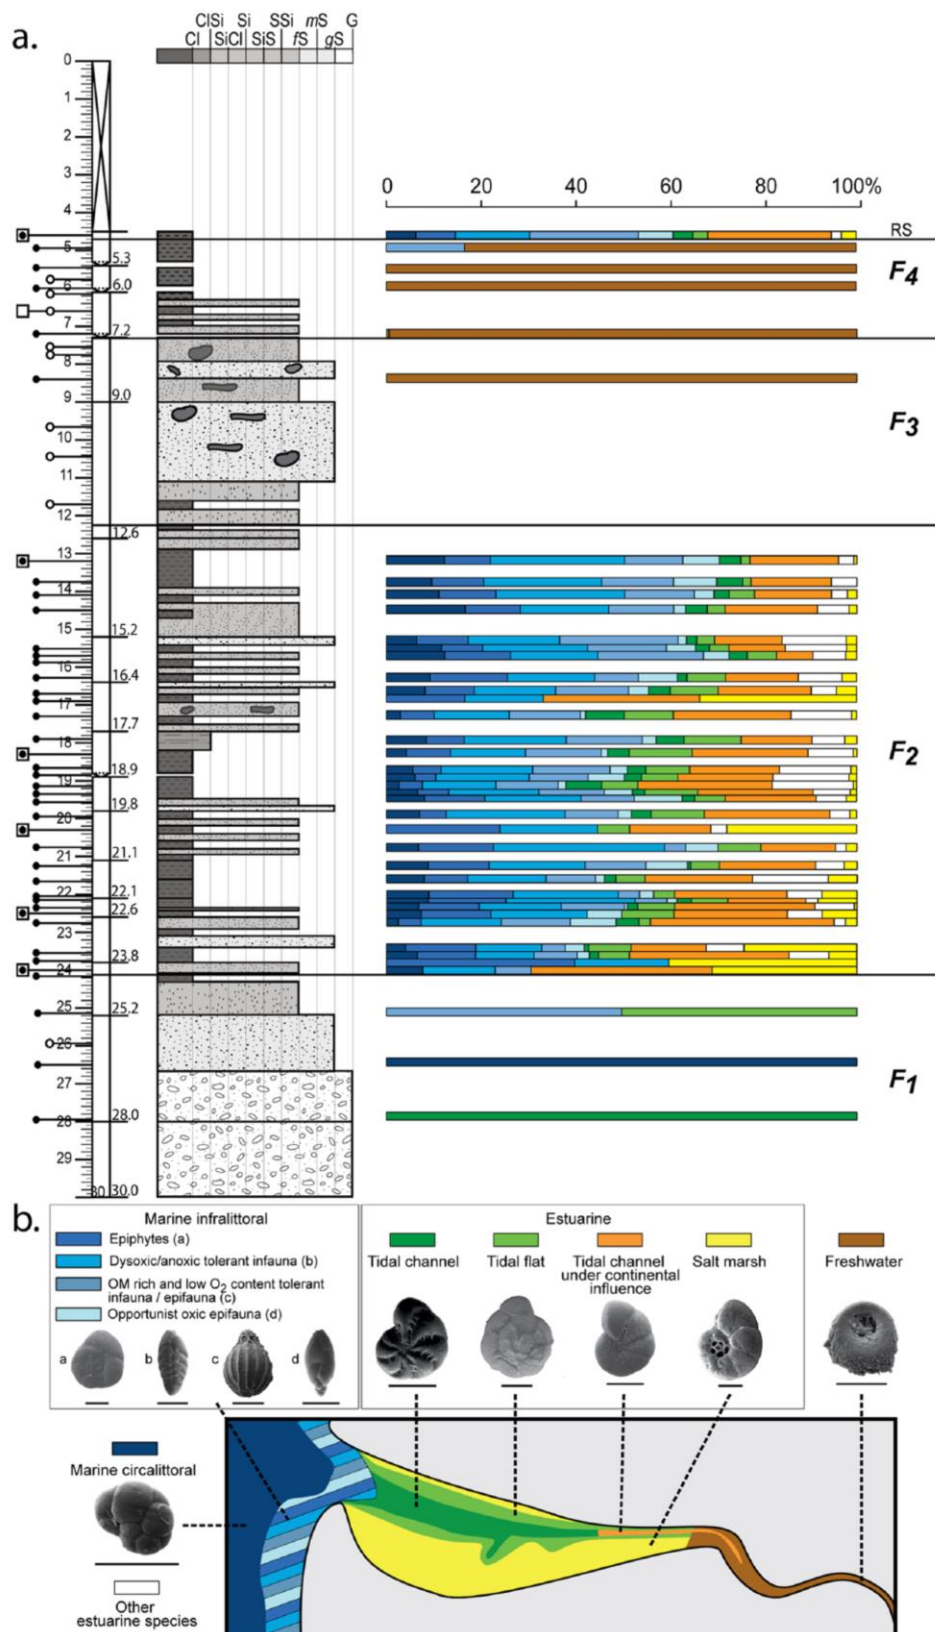 a.
ClSi Si SSi mS G
Cl SiCl SiS fS gS
0
1
2
3
4
0 20 40 60 80 100%
RS
5
5.3
F4
6
6.0
7
7.2
8
9
9.0
F3
10
11
12
12.6
13
14
15
15.2
16
16.4
17
17.7
18
F2
18.9
19
19.8
20
21
21.1
22
22.1
22.6
23
23.8
24
25
25.2
26
27
F1
28
28.0
29
30 30.0
b.
Marine infralittoral
Epiphytes (a)
Dysoxic/anoxic tolerant infauna (b)
OM rich and low O2 content tolerant
infauna / epifauna (c)
Opportunist oxic epifauna (d)
a b c d
Estuarine
Tidal channel Tidal flat Tidal channel Salt marsh Freshwater
under continental
influence
Marine circalittoral
Other
estuarine species